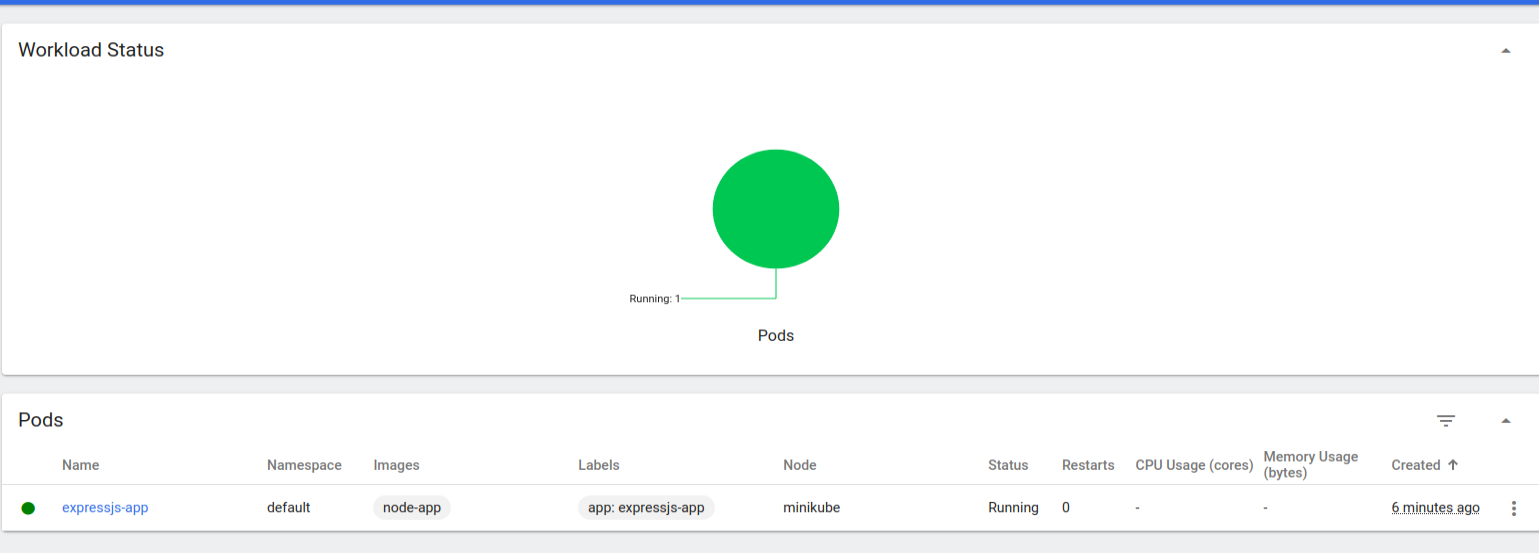 Workload Status
Running: 1
Pods
Pods
Name Namespace Images Labels Node Status Restarts CPU Usage (cores) Memory Usage (bytes) Created
expressjs-app default node-app app: expressjs-app minikube Running 0 - - 6 minutes ago